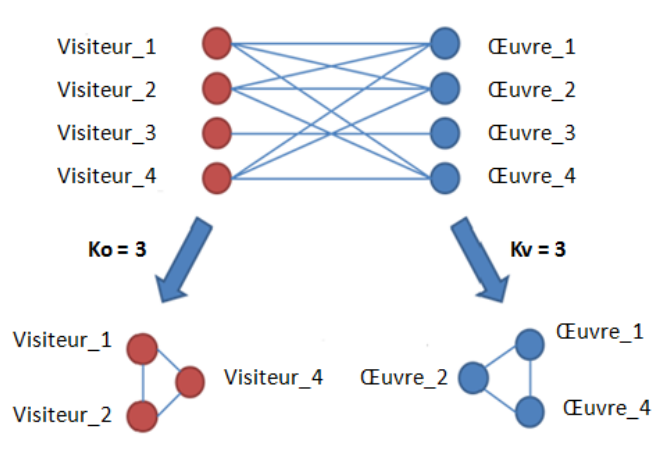 Visiteur_1 Œuvre_1
Visiteur_2 Œuvre_2
Visiteur_3 Œuvre_3
Visiteur_4 Œuvre_4
Ko = 3 Kv = 3
Visiteur_1 Œuvre_1
Visiteur_4 Œuvre_2
Visiteur_2 Œuvre_4